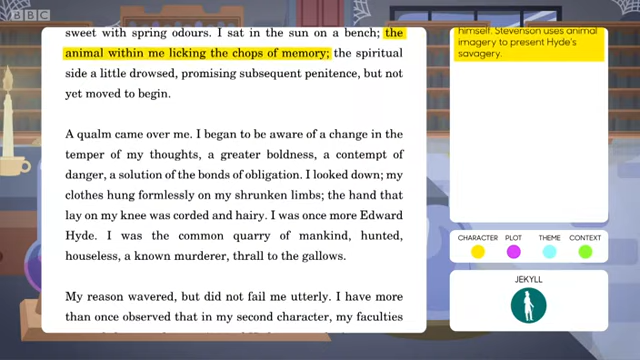 BBC
sweet with spring odours. I sat in the sun on a bench; the
animal within me licking the chops of memory; the spiritual
side a little drowsed, promising subsequent penitence, but not
yet moved to begin.
A qualm came over me. I began to be aware of a change in the
temper of my thoughts, a greater boldness, a contempt of
danger, a solution of the bonds of obligation. I looked down; my
clothes hung formlessly on my shrunken limbs; the hand that
lay on my knee was corded and hairy. I was once more Edward
Hyde. I was the common quarry of mankind, hunted,
houseless, a known murderer, thrall to the gallows.
My reason wavered, but did not fail me utterly. I have more
than once observed that in my second character, my faculties
himself. Stevenson uses animal
imagery to present Hyde's
savagery.
CHARACTER PLOT THEME CONTEXT
JEKYLL